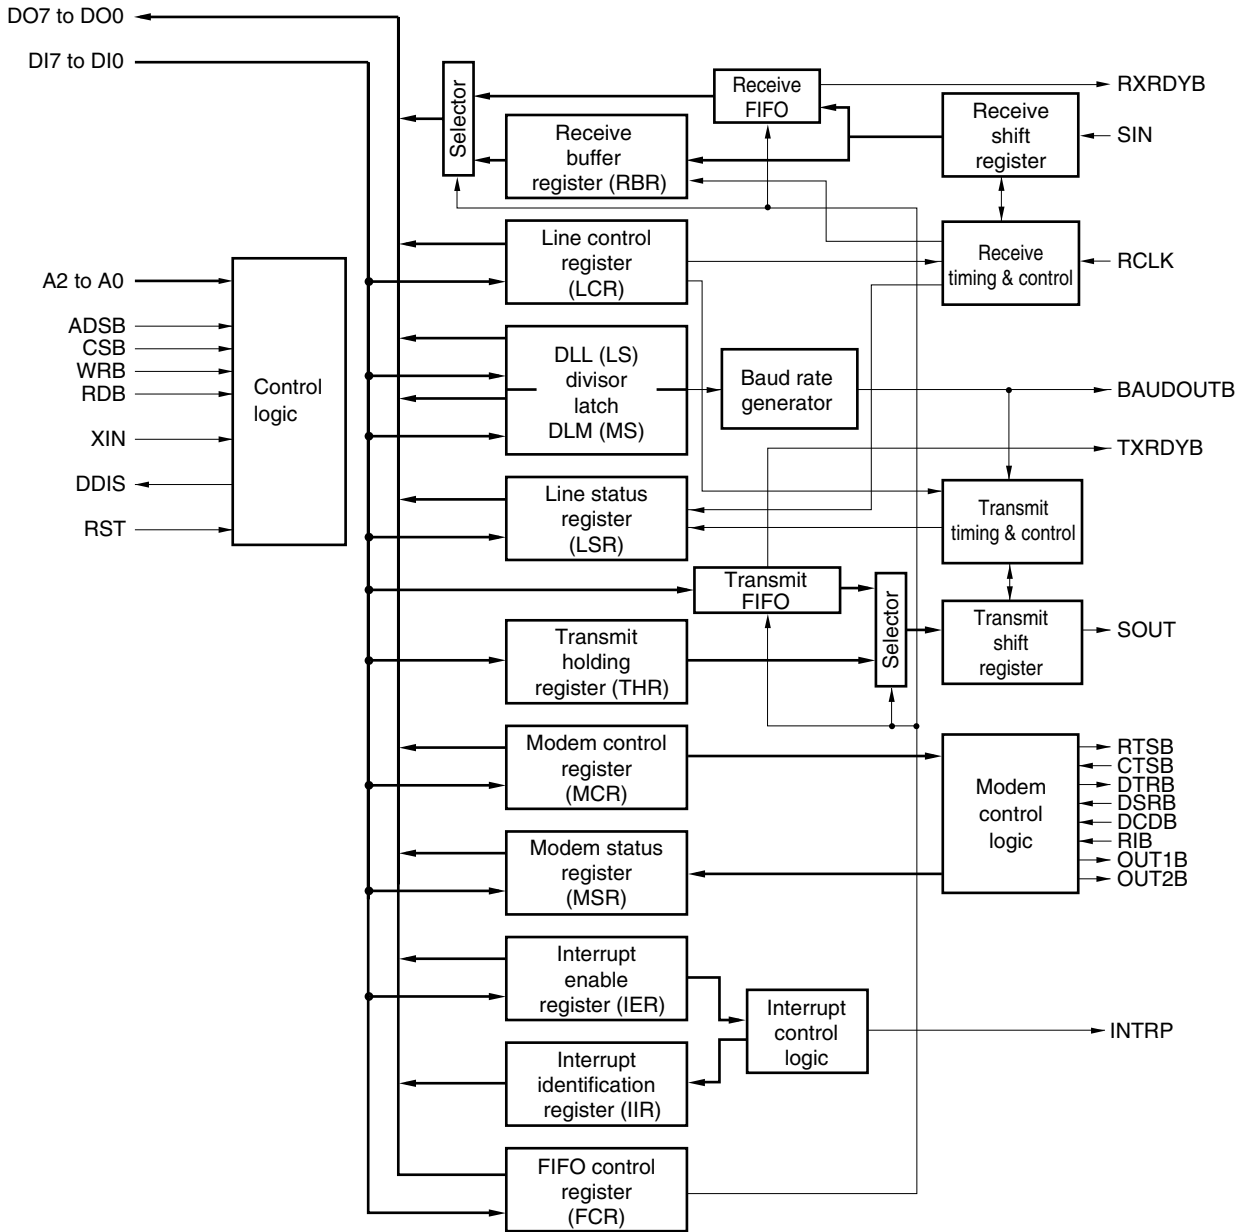 DO7 to DO0
DI7 to DI0
A2 to A0
ADSB
CSB
WRB
RDB
XIN
DDIS
RST
Control
logic
Selector
Receive
FIFO
Receive
buffer
register (RBR)
Receive
shift
register
RXRDYB
SIN
Line control
register
(LCR)
Receive
timing & control
RCLK
DLL (LS)
divisor
latch
DLM (MS)
Baud rate
generator
BAUDOUTB
TXRDYB
Line status
register
(LSR)
Transmit
timing & control
Transmit
FIFO
Selector
Transmit
holding
register (THR)
Transmit
shift
register
SOUT
Modem control
register
(MCR)
Modem
control
logic
RTSB
CTSB
DTRB
DSRB
DCDB
RIB
OUT1B
OUT2B
Modem status
register
(MSR)
Interrupt
enable
register (IER)
Interrupt
control
logic
INTRP
Interrupt
identification
register (IIR)
FIFO control
register
(FCR)